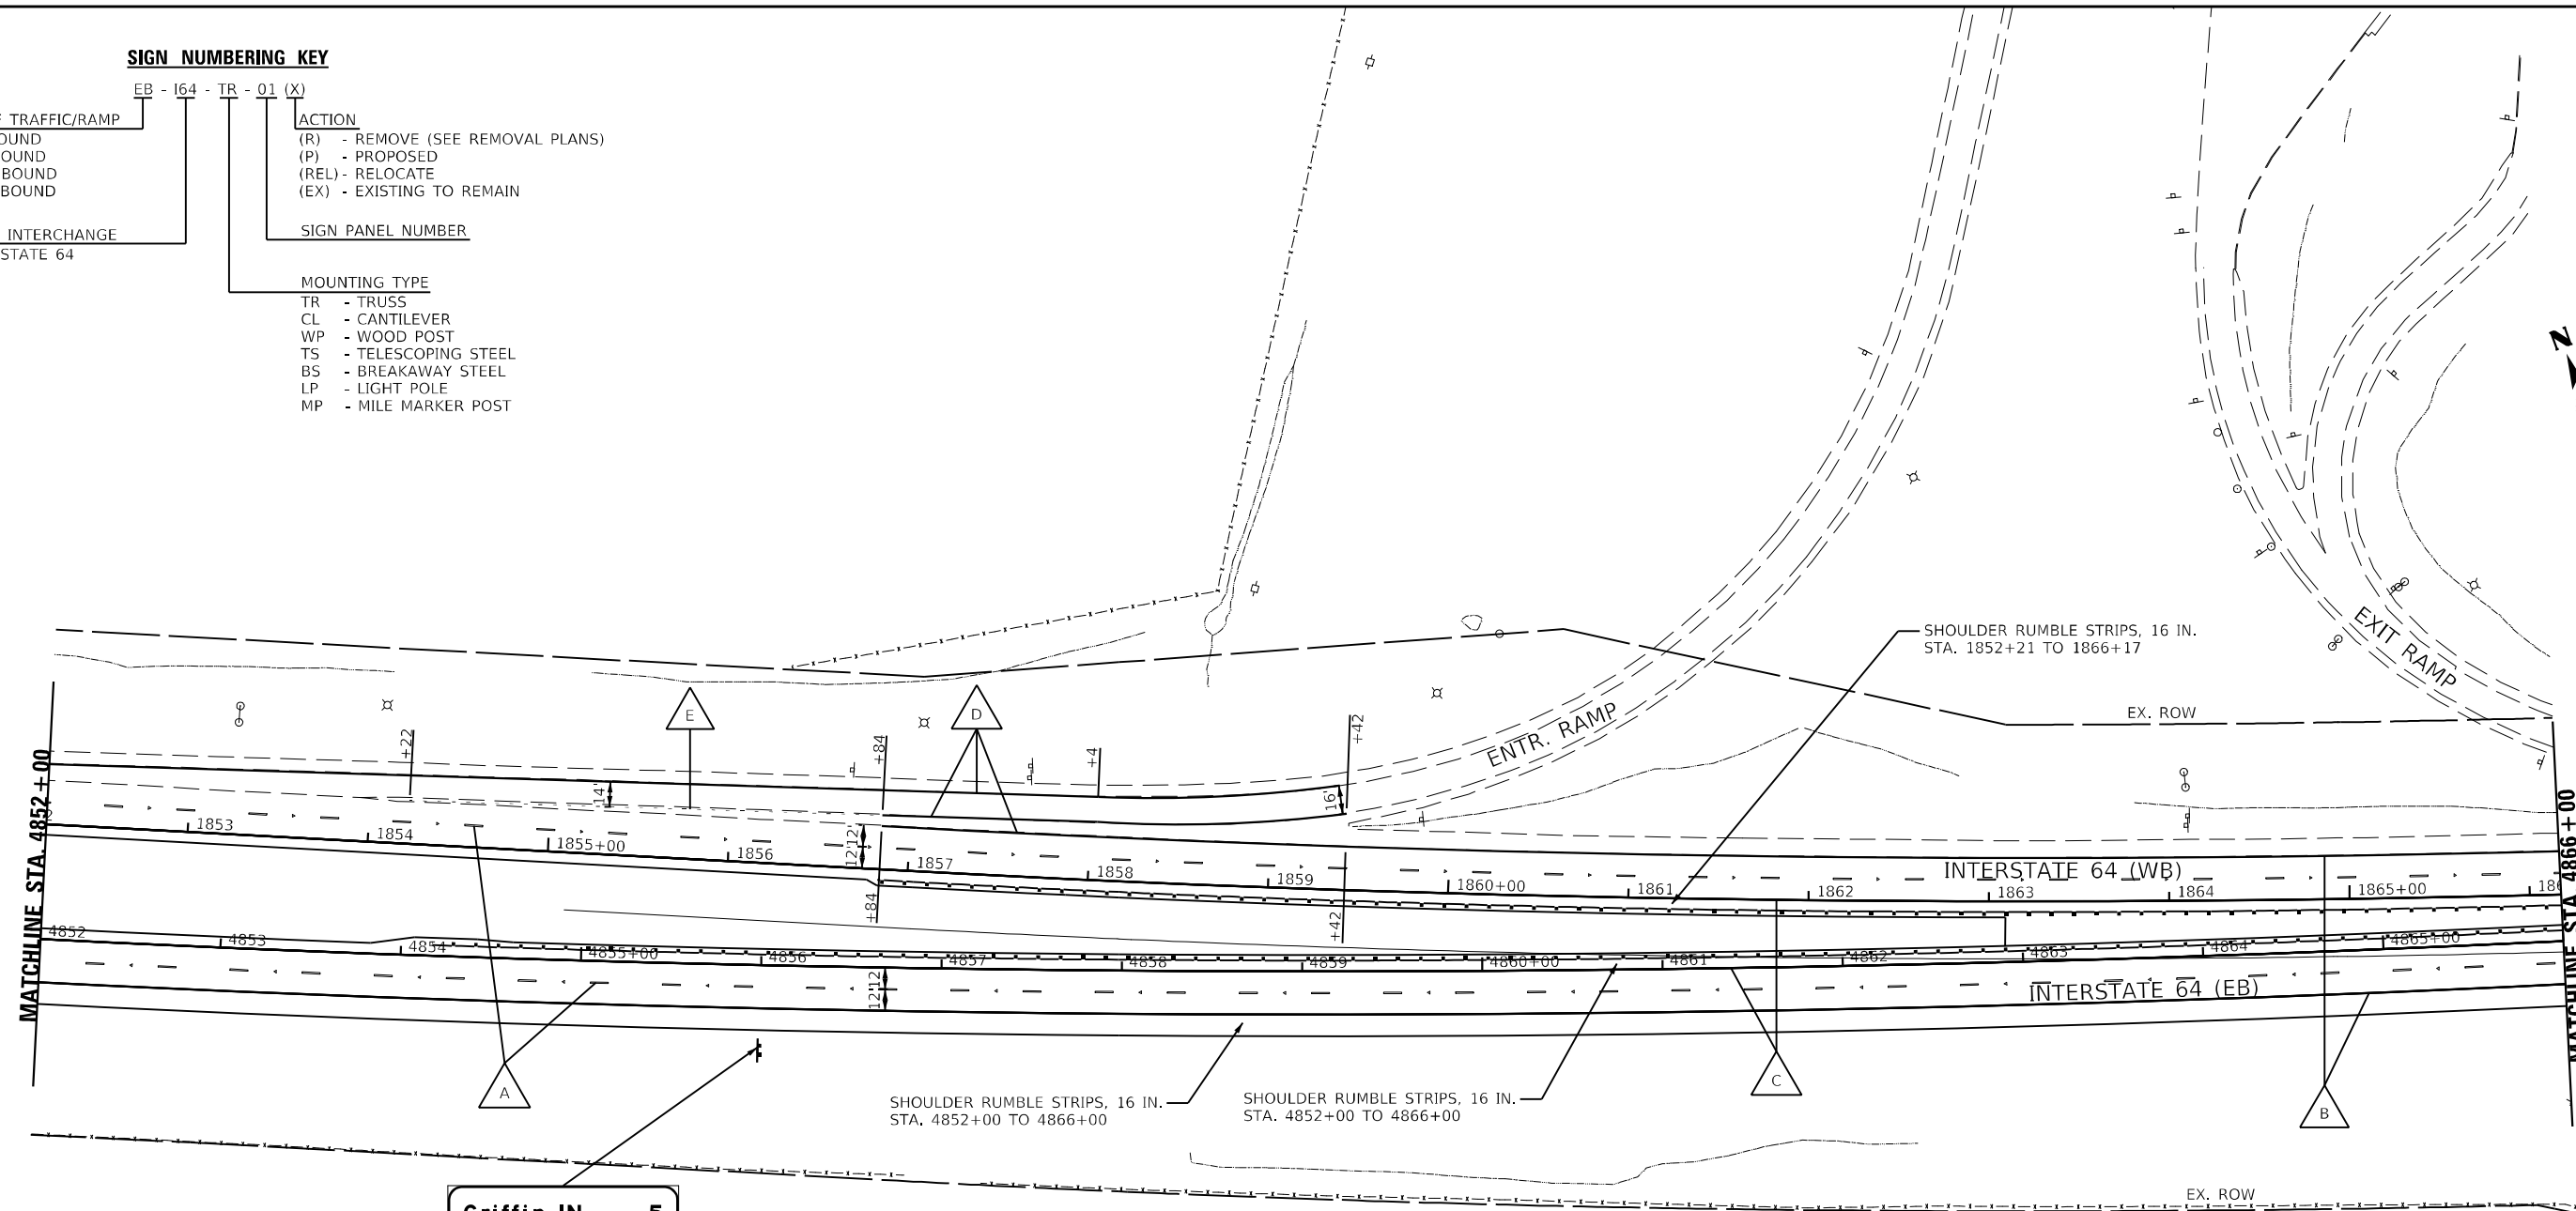 SIGN NUMBERING KEY
EB - I64 - TR - 01 (X)
TRAFFIC/RAMP
OUND
OUND
BOUND
BOUND
INTERCHANGE
STATE 64
ACTION
(R) - REMOVE (SEE REMOVAL PLANS)
(P) - PROPOSED
(REL) - RELOCATE
(EX) - EXISTING TO REMAIN
SIGN PANEL NUMBER
MOUNTING TYPE
TR - TRUSS
CL - CANTILEVER
WP - WOOD POST
TS - TELESCOPING STEEL
BS - BREAKAWAY STEEL
LP - LIGHT POLE
MP - MILE MARKER POST
N
SHOULDER RUMBLE STRIPS, 16 IN.
STA. 1852+21 TO 1866+17
EXIT RAMP
EX. ROW
ENTR. RAMP
E
D
+22
+84
+4
+42
14'
16'
12' 12'
MATCHLINE STA. 4852+00
1853
1854
1855+00
1856
1857
1858
1859
1860+00
1861
1862
1863
1864
1865+00
186
INTERSTATE 64 (WB)
+84
+42
4852
4853
4854
4855+00
4856
4857
4858
4859
4860+00
4861
4862
4863
4864
4865+00
12' 12'
INTERSTATE 64 (EB)
MATCHLINE STA. 4866+00
A
C
B
SHOULDER RUMBLE STRIPS, 16 IN.
STA. 4852+00 TO 4866+00
SHOULDER RUMBLE STRIPS, 16 IN.
STA. 4852+00 TO 4866+00
EX. ROW
Griffin IN 5